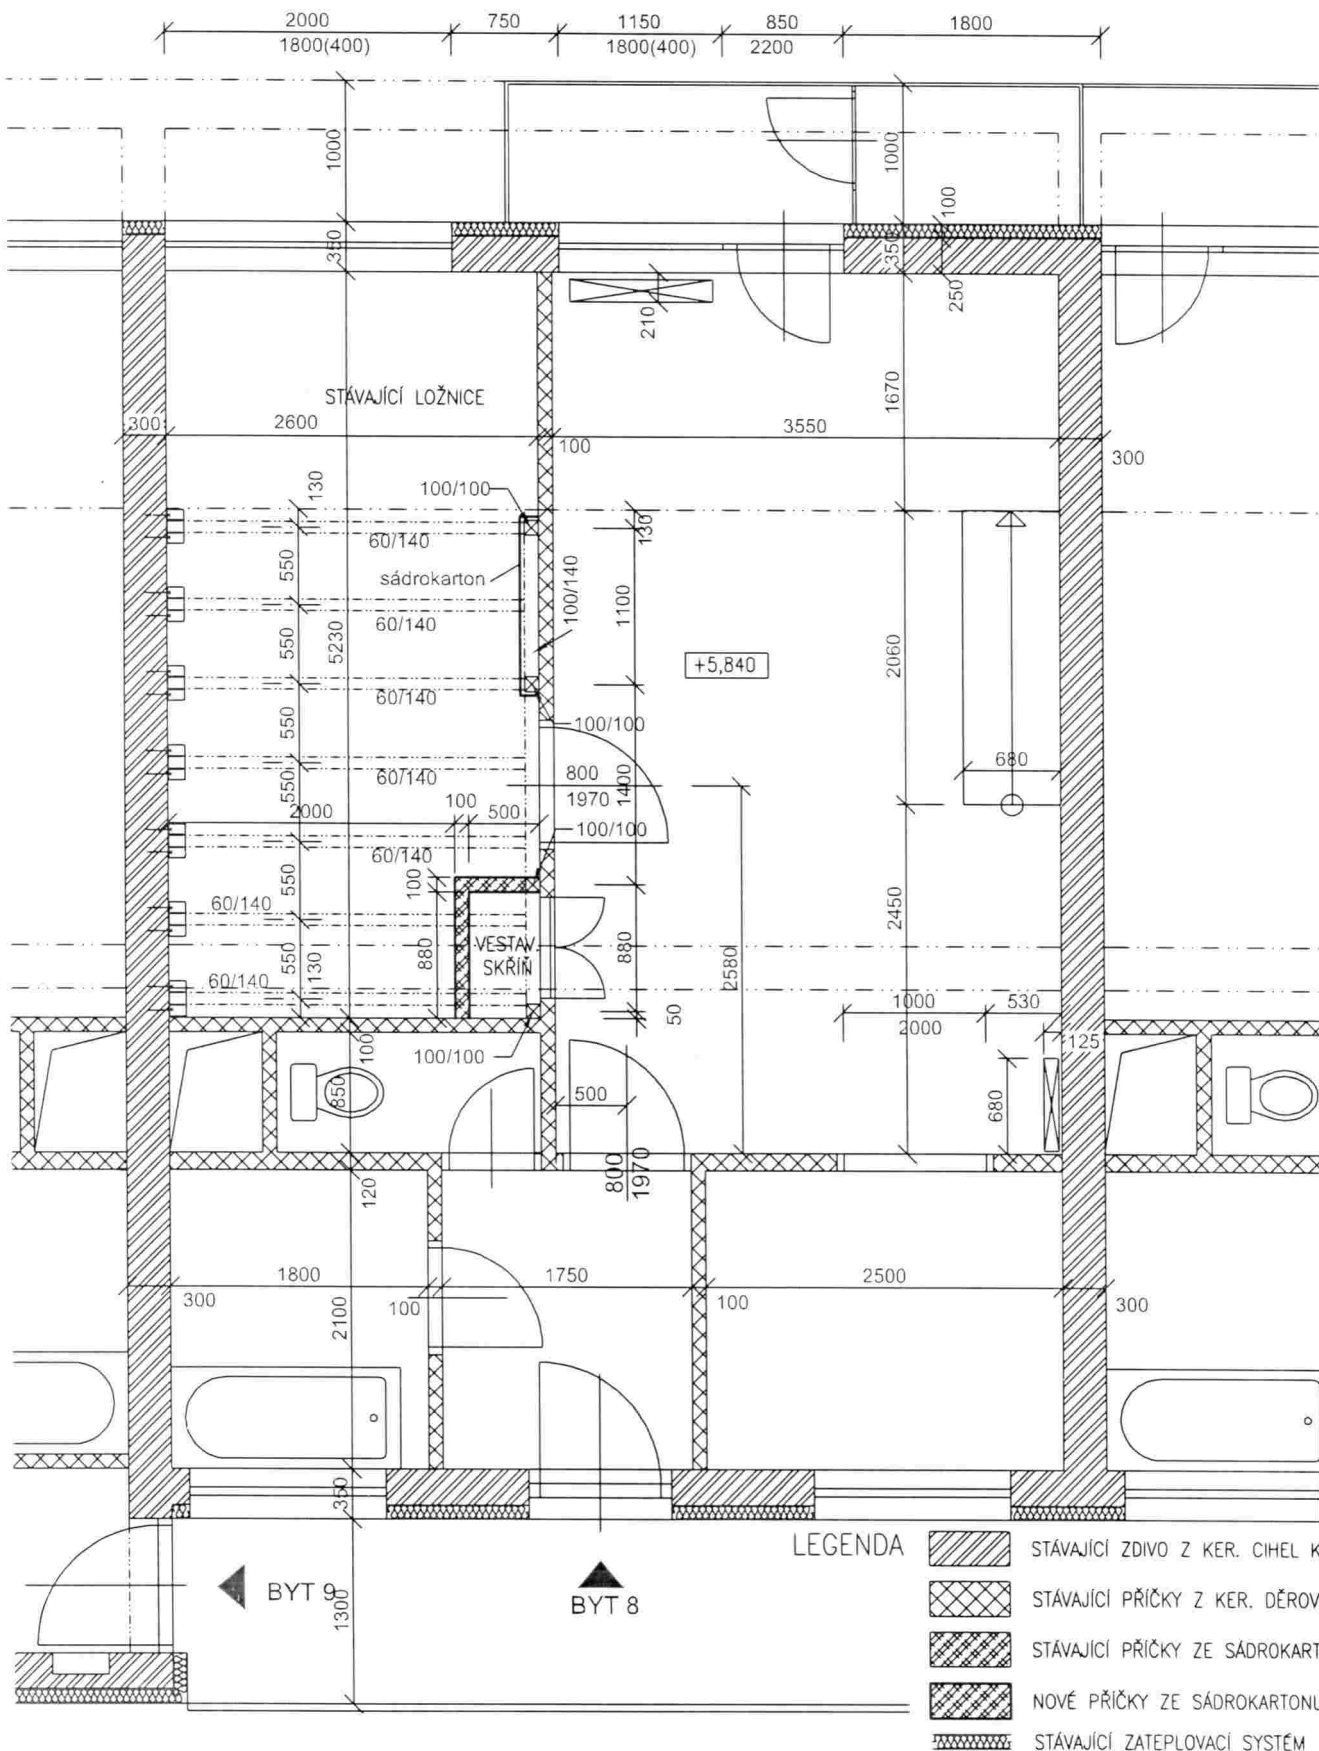 2000 750 1150 850 1800
1800(400) 1800(400) 2200
1000 1000
100
350 350
250
210
STÁVAJÍCÍ LOŽNICE
1670
300 2600 3550
100 300
130 100/100
130
60/140
550 sádrokarton 100/140 1100
60/140
550 5230 +5,840 2060
60/140
550 100/100
60/140 800 680
550 1970 1400
2000 100 500
100/100
550 60/140 100
550 60/140 2450
880 VESTAV. 880 2580
SKŘÍŇ
550 130 60/140
1000 530
50 2000
100 100/100 125
850 500 680
800
1970
120
1800 1750 2500
300 100 100 300
2100
350
LEGENDA
STÁVAJÍCÍ ZDIVO Z KER. CIHEL K
BYT 9 BYT 8
STÁVAJÍCÍ PŘÍČKY Z KER. DĚROV
1300
STÁVAJÍCÍ PŘÍČKY ZE SÁDROKART
NOVÉ PŘÍČKY ZE SÁDROKARTONU
STÁVAJÍCÍ ZATEPLOVACÍ SYSTÉM